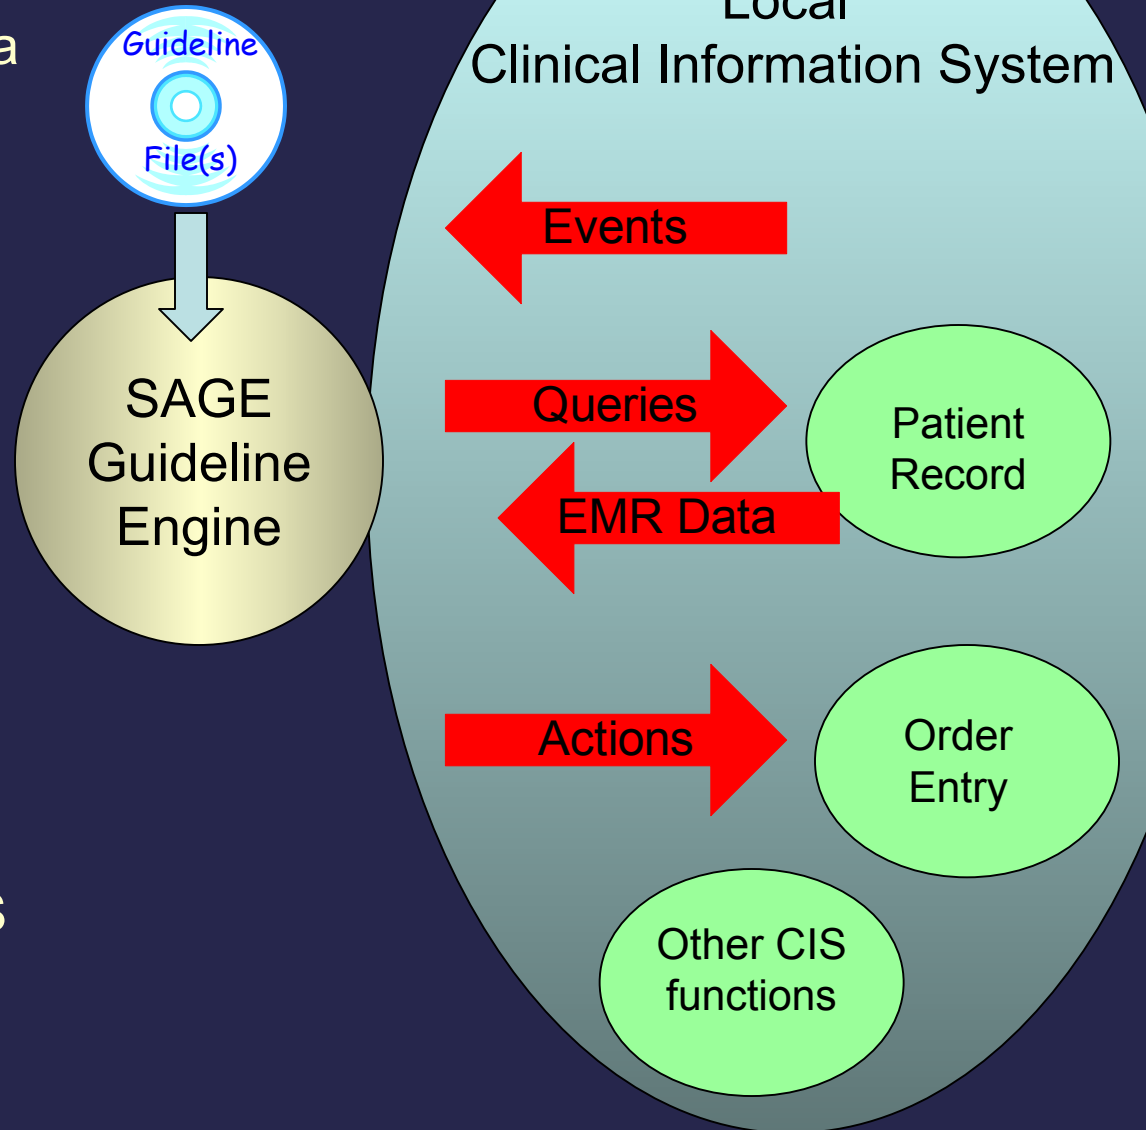 a
Guideline
File(s)
Local
Clinical Information System
Events
Queries
SAGE
Guideline
Engine
Patient
Record
EMR Data
Actions
Order
Entry
s
Other CIS
functions